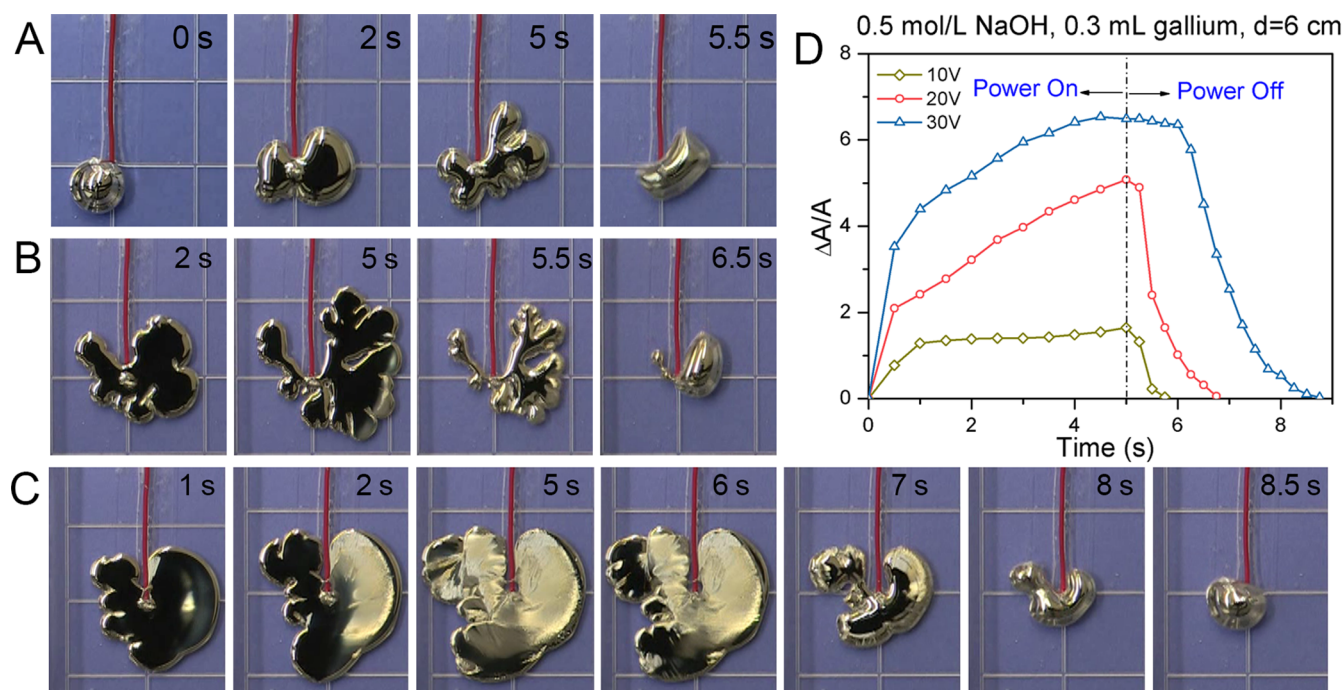 A
0 s
2 s
5 s
5.5 s
B
2 s
5 s
5.5 s
6.5 s
C
1 s
2 s
5 s
6 s
7 s
8 s
8.5 s
D
0.5 mol/L NaOH, 0.3 mL gallium, d=6 cm
8
6
4
2
0
ΔA/A
10V
20V
30V
Power On
Power Off
0
2
4
6
8
Time (s)